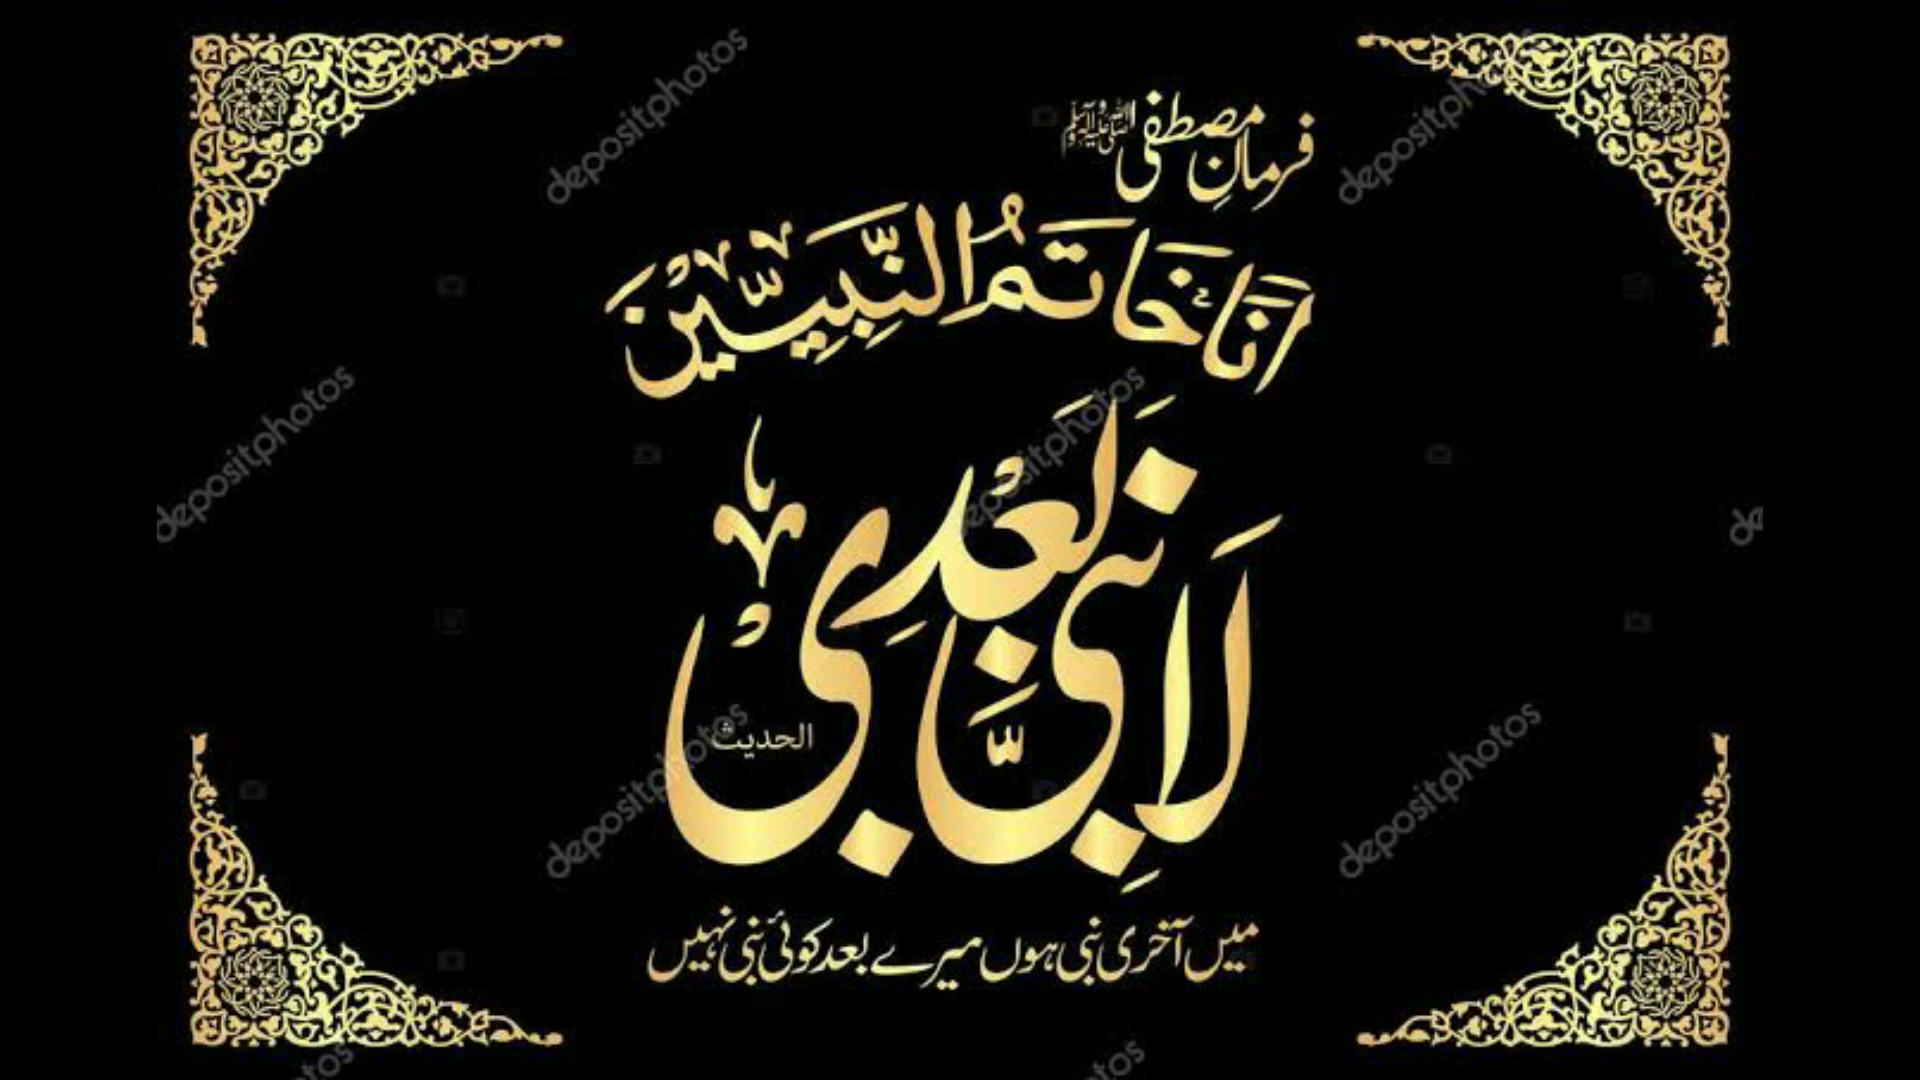 فرمانِ مصطفی ﷺ
اَنَا خَاتَمُ النَّبِيِّيْنَ
لَا نَبِيَّ بَعْدِي
الحدیث
میں آخری نبی ہوں میرے بعد کوئی نبی نہیں
depositphotos